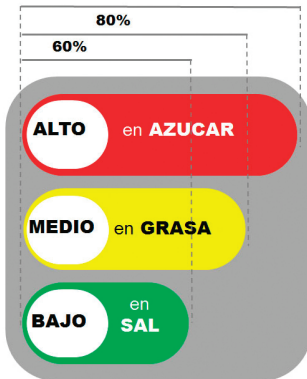 80%
60%
ALTO en AZUCAR
MEDIO en GRASA
en
BAJO SAL